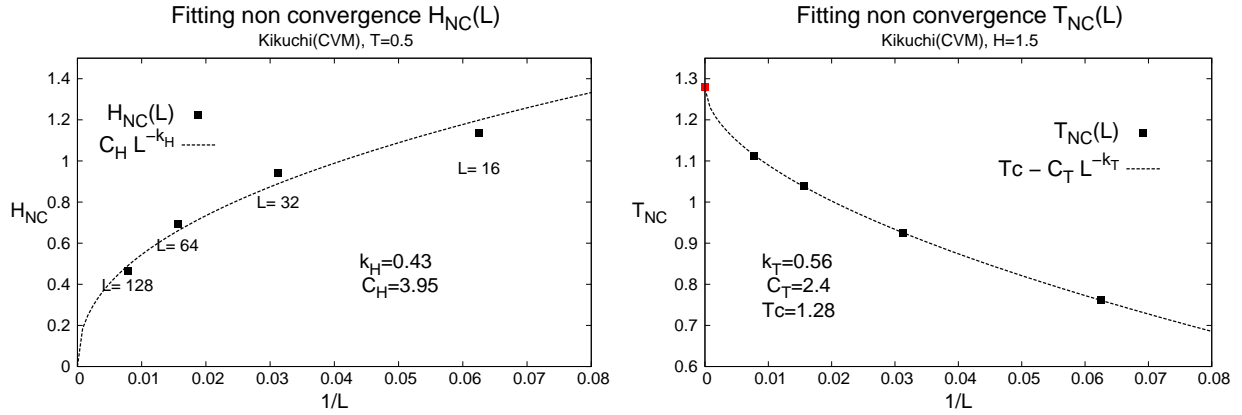 Fitting non convergence H_NC(L)
Kikuchi(CVM), T=0.5
H_NC
1.4
1.2
1
0.8
0.6
0.4
0.2
0
H_NC(L)
C_H L^−k_H
L= 16
L= 32
L= 64
L= 128
k_H=0.43
C_H=3.95
0 0.01 0.02 0.03 0.04 0.05 0.06 0.07 0.08
1/L
Fitting non convergence T_NC(L)
Kikuchi(CVM), H=1.5
T_NC
1.3
1.2
1.1
1
0.9
0.8
0.7
0.6
T_NC(L)
Tc − C_T L^−k_T
k_T=0.56
C_T=2.4
Tc=1.28
0 0.01 0.02 0.03 0.04 0.05 0.06 0.07 0.08
1/L